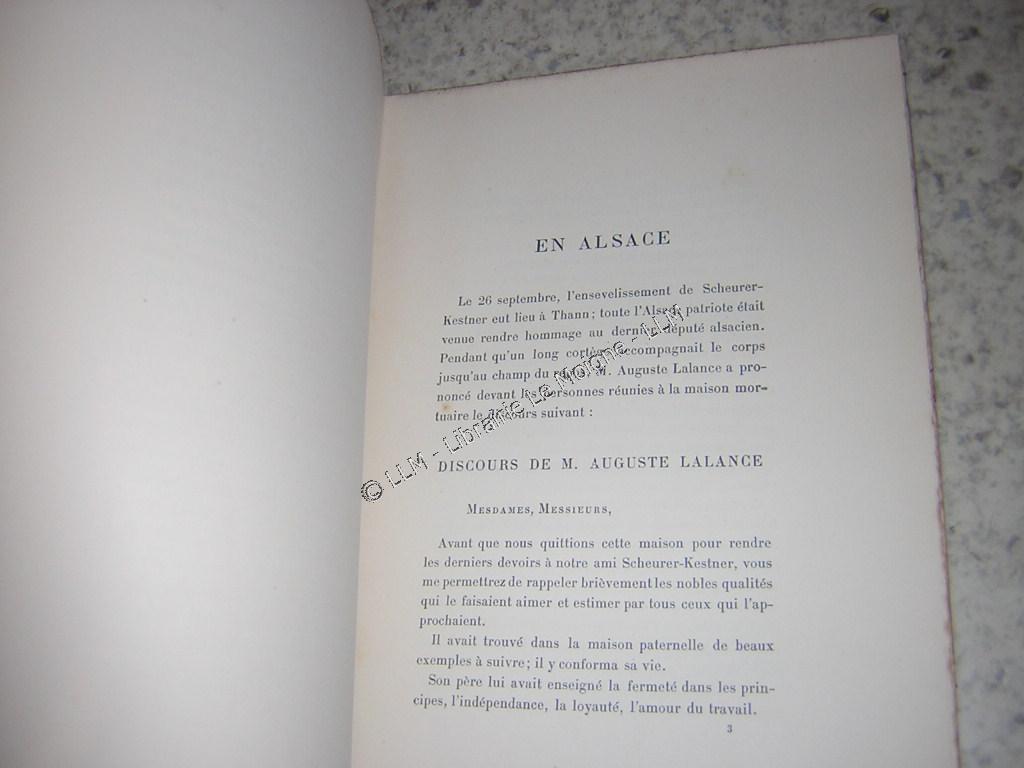 EN ALSACE
Le 26 septembre, l'ensevelissement de Scheurer-
Kestner eut lieu à Thann; toute l'Alsace patriote était
venue rendre hommage au dernier député alsacien.
Pendant qu'un long cortège accompagnait le corps
jusqu'au champ du repos, M. Auguste Lalance a pro-
noncé devant les personnes réunies à la maison mor-
tuaire le discours suivant :
DISCOURS DE M. AUGUSTE LALANCE
MESDAMES, MESSIEURS,
Avant que nous quittions cette maison pour rendre
les derniers devoirs à notre ami Scheurer-Kestner, vous
me permettrez de rappeler brièvement les nobles qualités
qui le faisaient aimer et estimer par tous ceux qui l'ap-
prochaient.
Il avait trouvé dans la maison paternelle de beaux
exemples à suivre; il y conforma sa vie.
Son père lui avait enseigné la fermeté dans les prin-
cipes, l'indépendance, la loyauté, l'amour du travail.
3
© LLM - Librairie Le Moigne - LLM